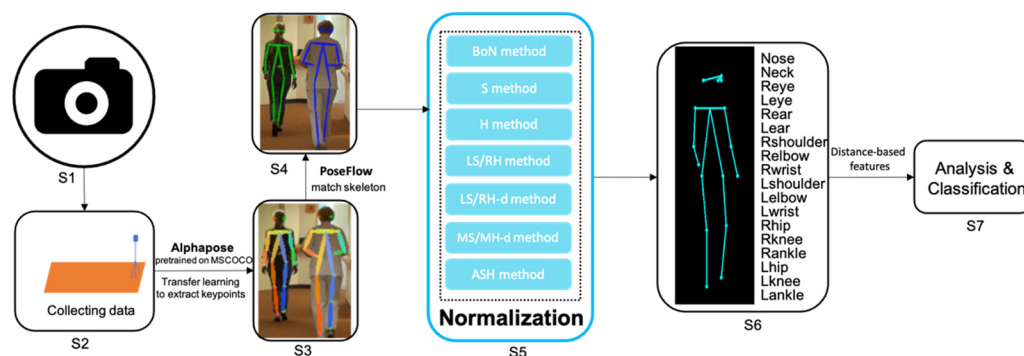 S1
Collecting data
S2
Alphapose
pretrained on MSCOCO
Transfer learning
to extract keypoints
S3
PoseFlow
match skeleton
S4
BoN method
S method
H method
LS/RH method
LS/RH-d method
MS/MH-d method
ASH method
Normalization
S5
Nose
Neck
Reye
Leye
Rear
Lear
Rshoulder
Relbow
Rwrist
Lshoulder
Lelbow
Lwrist
Rhip
Rknee
Rankle
Lhip
Lknee
Lankle
S6
Distance-based
features
Analysis &
Classification
S7